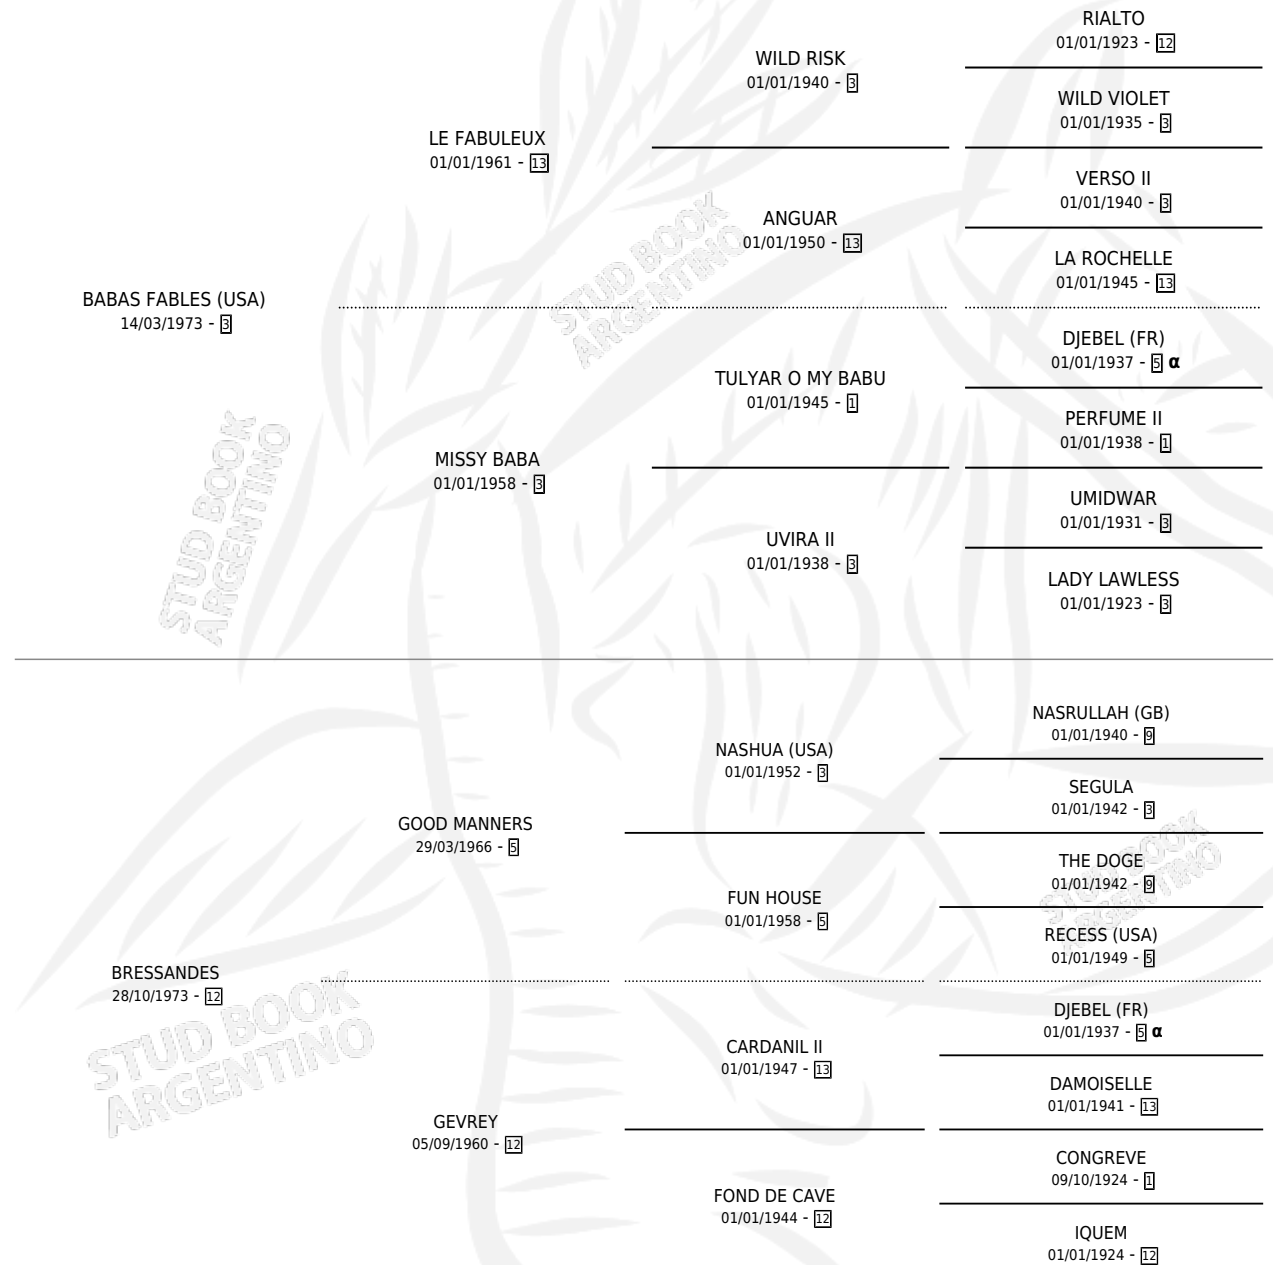 RIALTO
01/01/1923 - 12
WILD RISK
01/01/1940 - 3
WILD VIOLET
01/01/1935 - 3
LE FABULEUX
01/01/1961 - 13
VERSO II
01/01/1940 - 3
ANGUAR
01/01/1950 - 13
LA ROCHELLE
01/01/1945 - 13
BABAS FABLES (USA)
14/03/1973 - 3
DJEBEL (FR)
01/01/1937 - 5 α
TULYAR O MY BABU
01/01/1945 - 1
PERFUME II
01/01/1938 - 1
MISSY BABA
01/01/1958 - 3
UMIDWAR
01/01/1931 - 3
UVIRA II
01/01/1938 - 3
LADY LAWLESS
01/01/1923 - 3
NASRULLAH (GB)
01/01/1940 - 9
NASHUA (USA)
01/01/1952 - 3
SEGULA
01/01/1942 - 3
GOOD MANNERS
29/03/1966 - 5
THE DOGE
01/01/1942 - 9
FUN HOUSE
01/01/1958 - 5
RECESS (USA)
01/01/1949 - 5
BRESSANDES
28/10/1973 - 12
DJEBEL (FR)
01/01/1937 - 5 α
CARDANIL II
01/01/1947 - 13
DAMOISELLE
01/01/1941 - 13
GEVREY
05/09/1960 - 12
CONGREVE
09/10/1924 - 1
FOND DE CAVE
01/01/1944 - 12
IQUEM
01/01/1924 - 12
STUD BOOK
ARGENTINO
STUD BOOK
ARGENTINO
STUD BOOK
ARGENTINO
STUD BOOK
ARGENTINO